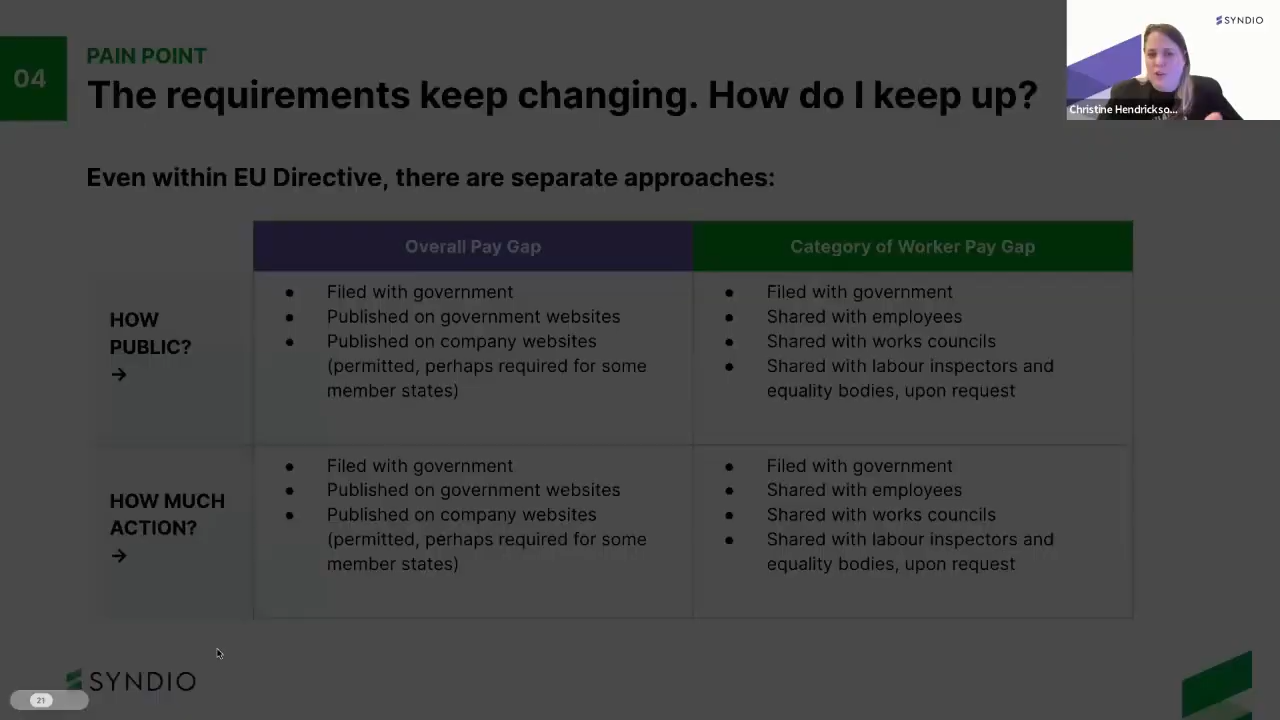 04
PAIN POINT
The requirements keep changing. How do I keep up?
SYNDIO
Christine Hendrickso...
Even within EU Directive, there are separate approaches:
Overall Pay Gap
Category of Worker Pay Gap
HOW
PUBLIC?
→
● Filed with government
● Published on government websites
● Published on company websites
(permitted, perhaps required for some
member states)
● Filed with government
● Shared with employees
● Shared with works councils
● Shared with labour inspectors and
equality bodies, upon request
HOW MUCH
ACTION?
→
● Filed with government
● Published on government websites
● Published on company websites
(permitted, perhaps required for some
member states)
● Filed with government
● Shared with employees
● Shared with works councils
● Shared with labour inspectors and
equality bodies, upon request
SYNDIO
21